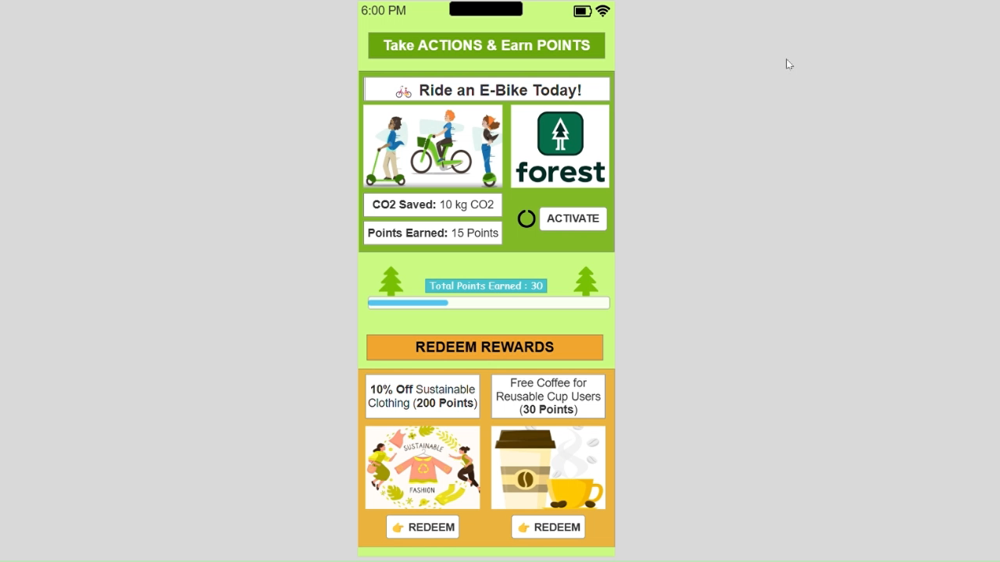 6:00 PM
Take ACTIONS & Earn POINTS
Ride an E-Bike Today!
forest
CO2 Saved: 10 kg CO2
ACTIVATE
Points Earned: 15 Points
Total Points Earned : 30
REDEEM REWARDS
10% Off Sustainable
Clothing (200 Points)
Free Coffee for
Reusable Cup Users
(30 Points)
SUSTAINABLE
FASHION
REDEEM
REDEEM